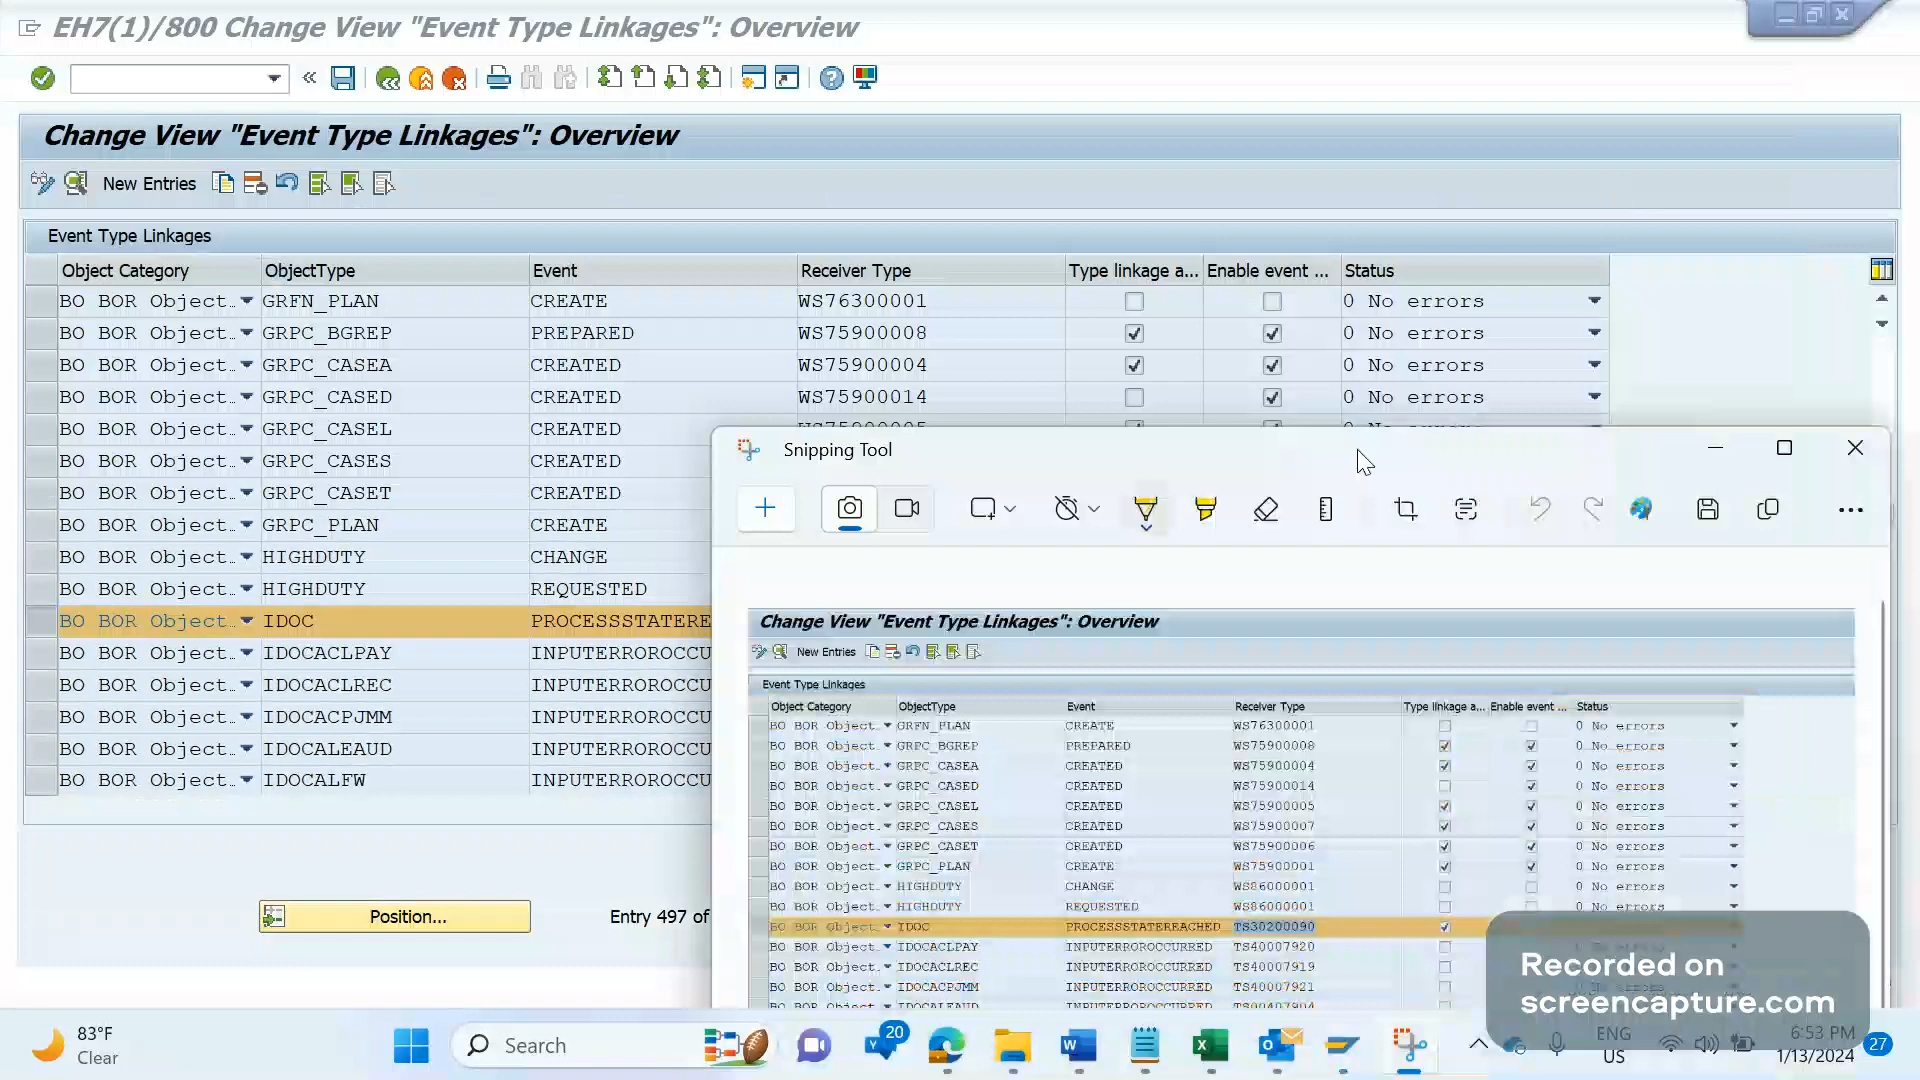 EH7(1)/800 Change View "Event Type Linkages": Overview
Change View "Event Type Linkages": Overview
New Entries
Event Type Linkages
Object Category ObjectType Event Receiver Type Type linkage a... Enable event ... Status
BO BOR Object… GRFN_PLAN CREATE WS76300001 0 No errors
BO BOR Object… GRPC_BGREP PREPARED WS75900008 0 No errors
BO BOR Object… GRPC_CASEA CREATED WS75900004 0 No errors
BO BOR Object… GRPC_CASED CREATED WS75900014 0 No errors
BO BOR Object… GRPC_CASEL CREATED
BO BOR Object… GRPC_CASES CREATED
BO BOR Object… GRPC_CASET CREATED
BO BOR Object… GRPC_PLAN CREATE
BO BOR Object… HIGHDUTY CHANGE
BO BOR Object… HIGHDUTY REQUESTED
BO BOR Object… IDOC PROCESSSTATERE
BO BOR Object… IDOCACLPAY INPUTERROROCCU
BO BOR Object… IDOCACLREC INPUTERROROCCU
BO BOR Object… IDOCACPJMM INPUTERROROCCU
BO BOR Object… IDOCALEAUD INPUTERROROCCU
BO BOR Object… IDOCALFW INPUTERROROCCU
Position... Entry 497 of
Snipping Tool
Change View "Event Type Linkages": Overview
New Entries
Event Type Linkages
Object Category ObjectType Event Receiver Type Type linkage a... Enable event ... Status
BO BOR Object… GRFN_PLAN CREATE WS76300001 0 No errors
BO BOR Object… GRPC_BGREP PREPARED WS75900008 0 No errors
BO BOR Object… GRPC_CASEA CREATED WS75900004 0 No errors
BO BOR Object… GRPC_CASED CREATED WS75900014 0 No errors
BO BOR Object… GRPC_CASEL CREATED WS75900005 0 No errors
BO BOR Object… GRPC_CASES CREATED WS75900007 0 No errors
BO BOR Object… GRPC_CASET CREATED WS75900006 0 No errors
BO BOR Object… GRPC_PLAN CREATE WS75900001 0 No errors
BO BOR Object… HIGHDUTY CHANGE WS86000001 0 No errors
BO BOR Object… HIGHDUTY REQUESTED WS86000001 0 No errors
BO BOR Object… IDOC PROCESSSTATEREACHED TS30200090
BO BOR Object… IDOCACLPAY INPUTERROROCCURRED TS40007920
BO BOR Object… IDOCACLREC INPUTERROROCCURRED TS40007919
BO BOR Object… IDOCACPJMM INPUTERROROCCURRED TS40007921
Recorded on
screencapture.com
83°F
Clear
Search
20
ENG
US
6:53 PM
1/13/2024
27